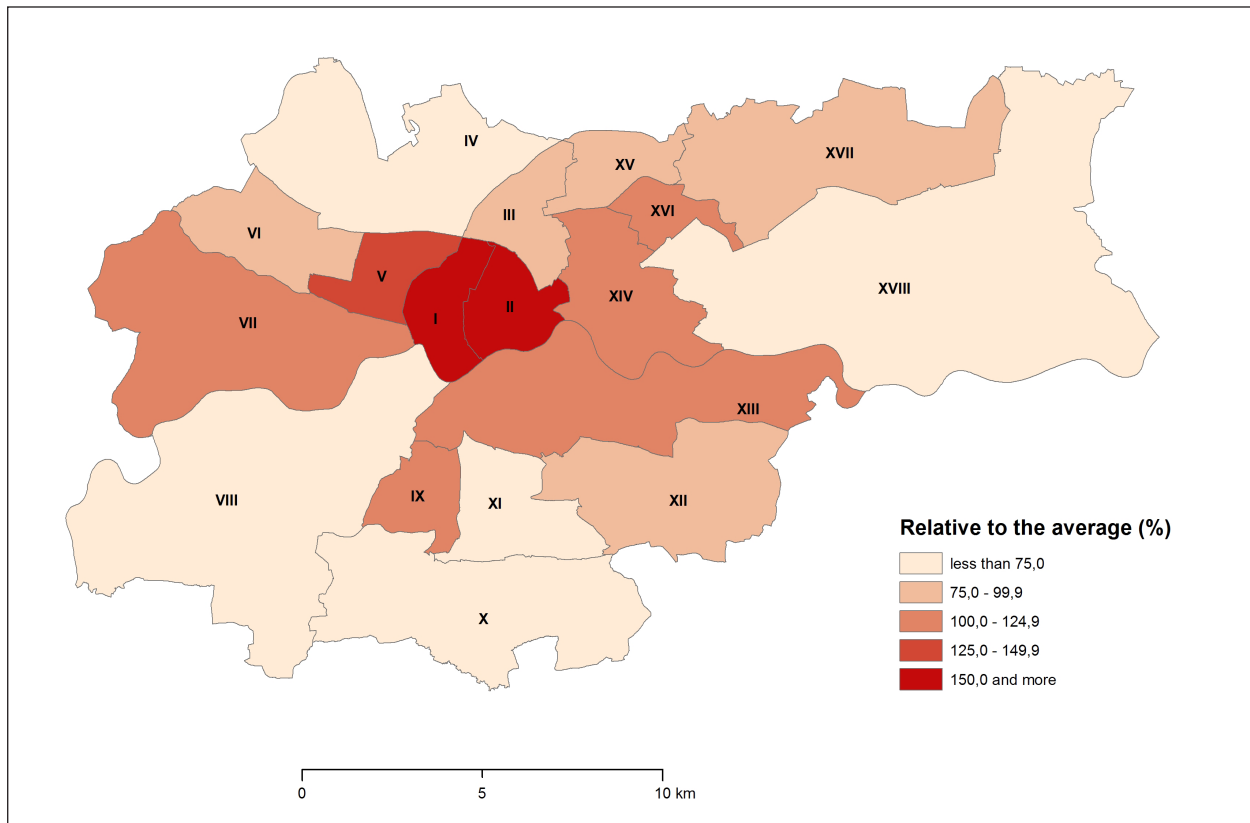 IV
XV
XVII
XVI
III
VI
V
XVIII
XIV
II
I
VII
XIII
IX
VIII
XI
XII
X
Relative to the average (%)
less than 75,0
75,0 - 99,9
100,0 - 124,9
125,0 - 149,9
150,0 and more
0 5 10 km